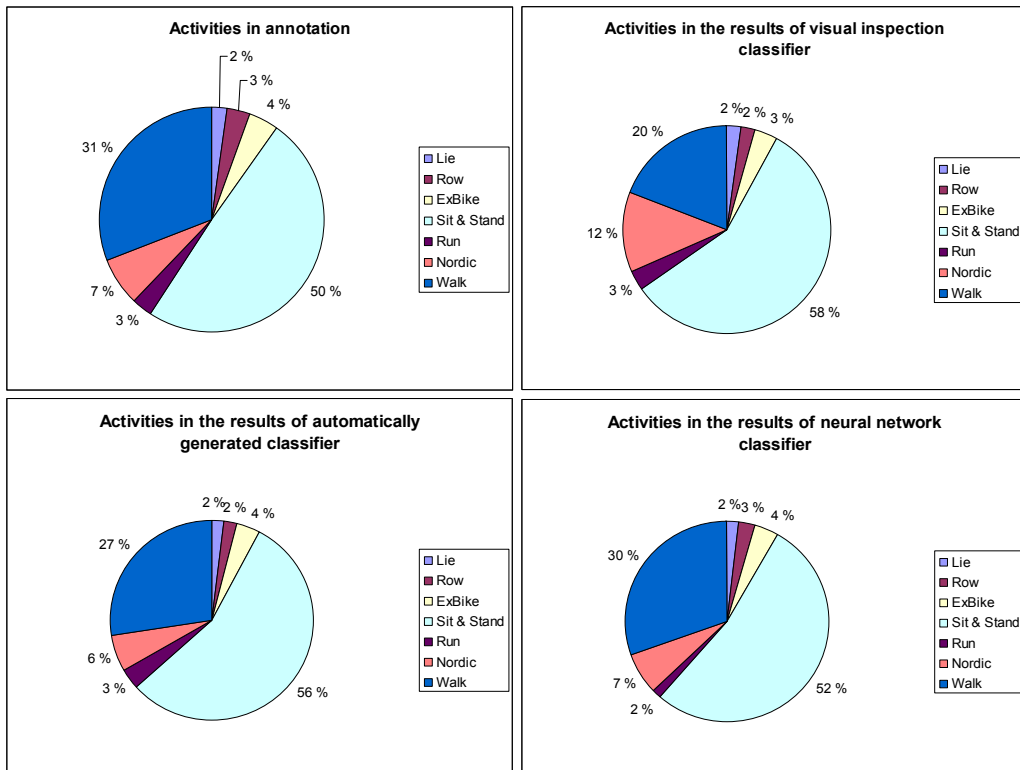 Activities in annotation
2 %
3 %
4 %
31 %
50 %
7 %
3 %
Lie
Row
ExBike
Sit & Stand
Run
Nordic
Walk
Activities in the results of visual inspection
classifier
2 % 2 % 3 %
20 %
12 %
3 %
58 %
Lie
Row
ExBike
Sit & Stand
Run
Nordic
Walk
Activities in the results of automatically
generated classifier
2 % 2 % 4 %
27 %
6 %
3 %
56 %
Lie
Row
ExBike
Sit & Stand
Run
Nordic
Walk
Activities in the results of neural network
classifier
2 % 3 % 4 %
30 %
7 %
2 %
52 %
Lie
Row
ExBike
Sit & Stand
Run
Nordic
Walk